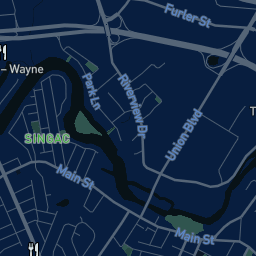 Furler St
– Wayne
Park Ln
Riverview Dr
T
Union Blvd
SINGAC
Main St
Main St